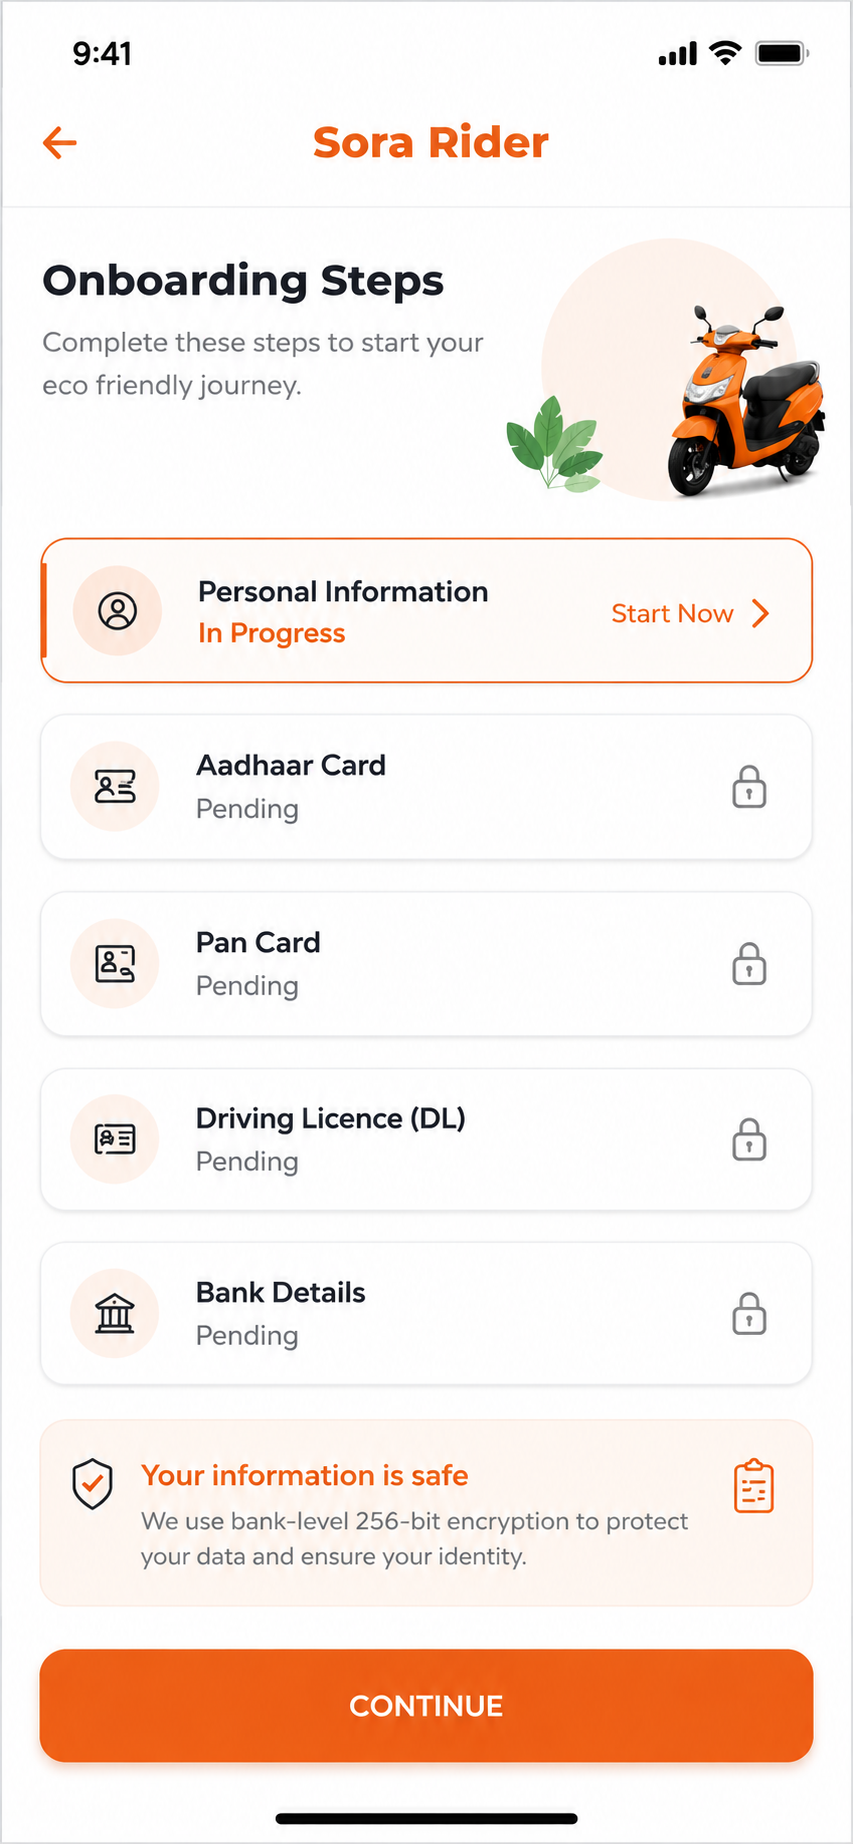 9:41
Sora Rider
Onboarding Steps
Complete these steps to start your
eco friendly journey.
Personal Information
In Progress
Start Now
Aadhaar Card
Pending
Pan Card
Pending
Driving Licence (DL)
Pending
Bank Details
Pending
Your information is safe
We use bank-level 256-bit encryption to protect
your data and ensure your identity.
CONTINUE